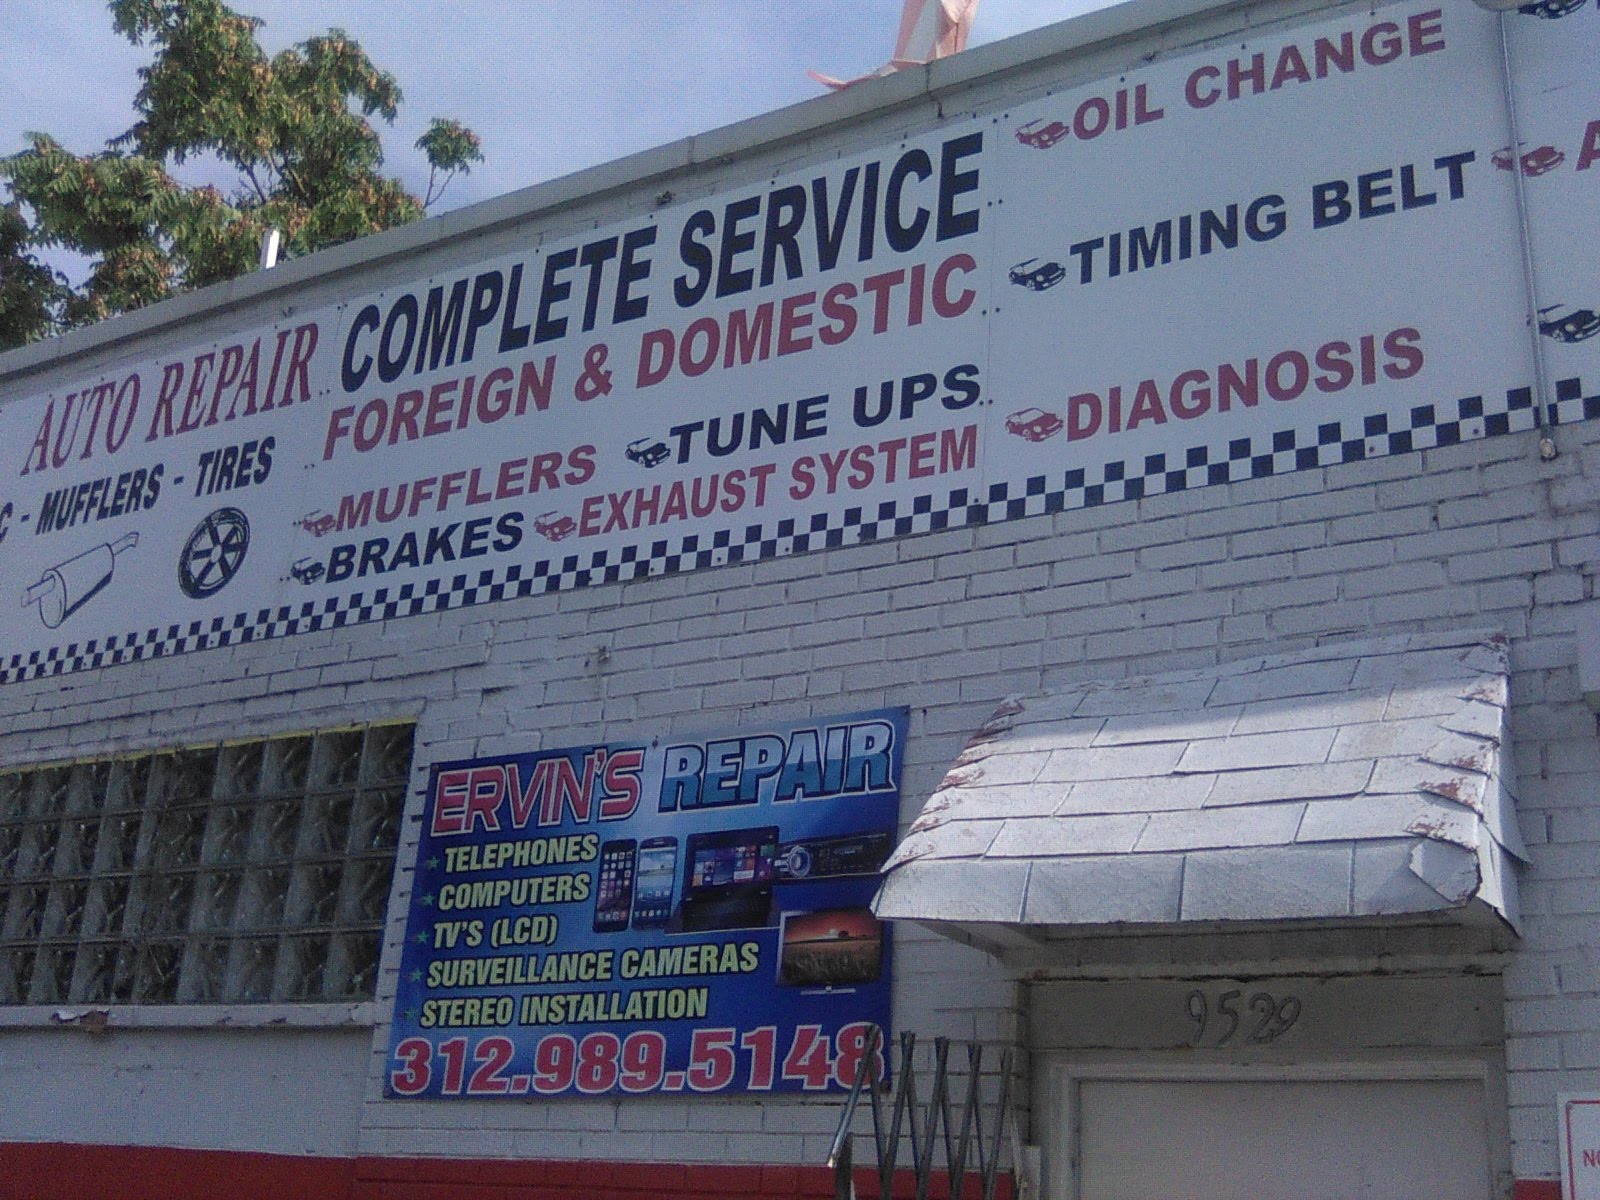 AUTO REPAIR
C - MUFFLERS - TIRES
COMPLETE SERVICE
FOREIGN & DOMESTIC
MUFFLERS TUNE UPS
BRAKES EXHAUST SYSTEM
OIL CHANGE
TIMING BELT
DIAGNOSIS
A
ERVIN'S REPAIR
TELEPHONES
COMPUTERS
TV'S (LCD)
SURVEILLANCE CAMERAS
STEREO INSTALLATION
312.989.5148
9529
NO